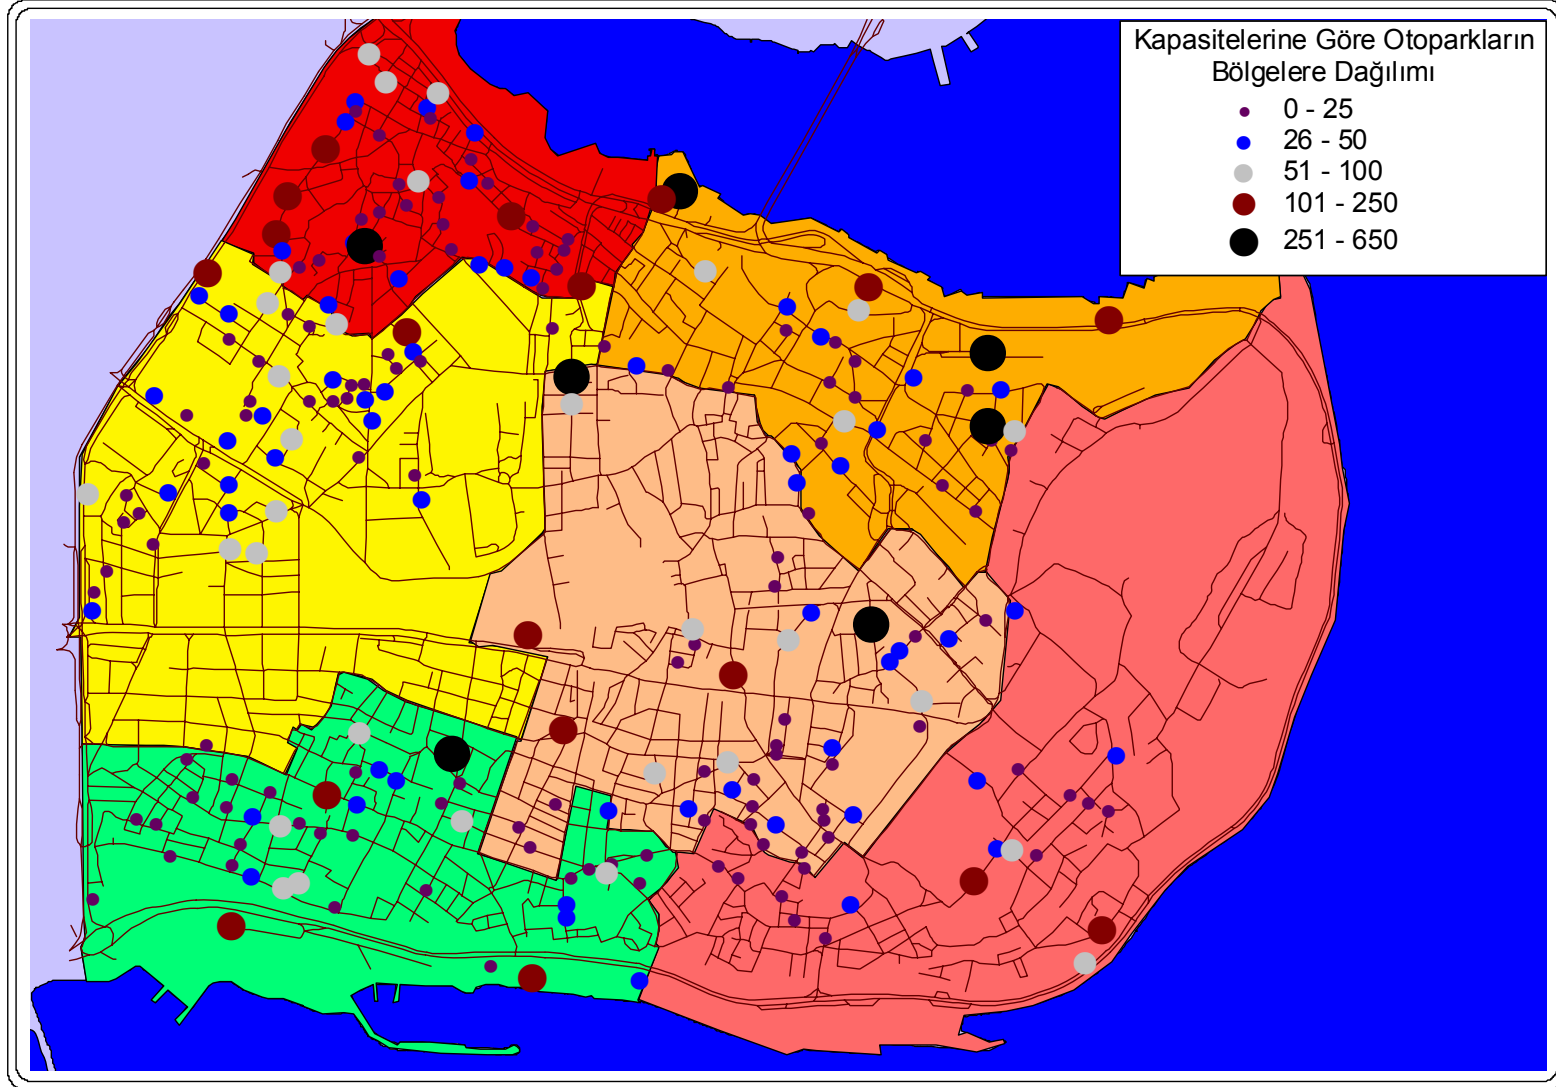 Kapasitelerine Göre Otoparkların
Bölgelere Dağılımı
0 - 25
26 - 50
51 - 100
101 - 250
251 - 650